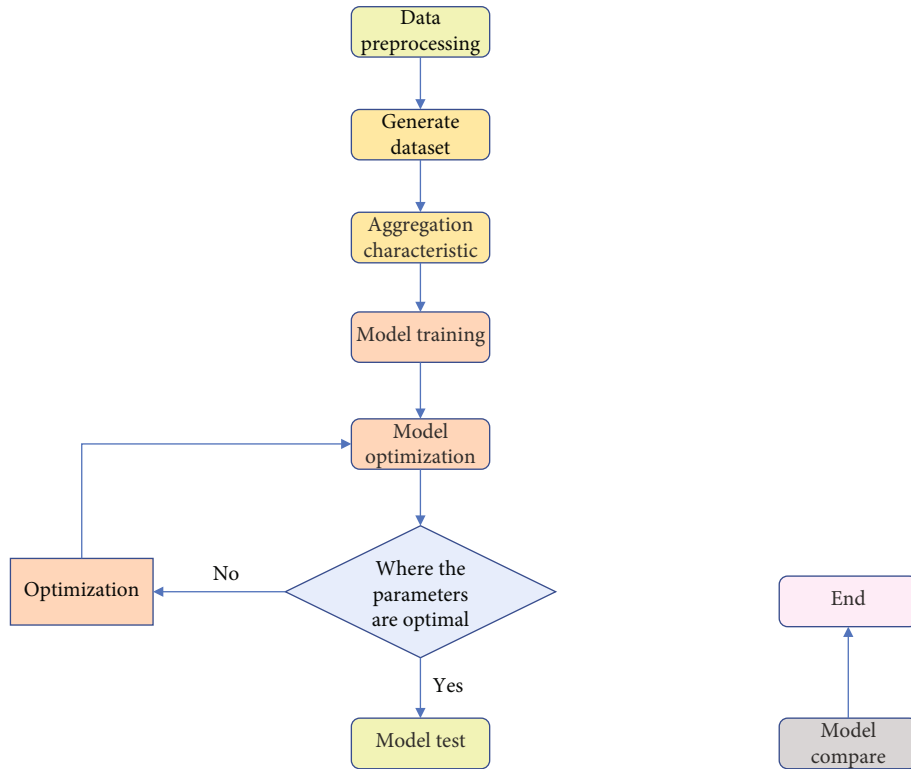 Data
preprocessing
Generate
dataset
Aggregation
characteristic
Model training
Model
optimization
Optimization
No
Where the
parameters
are optimal
Yes
Model test
End
Model
compare